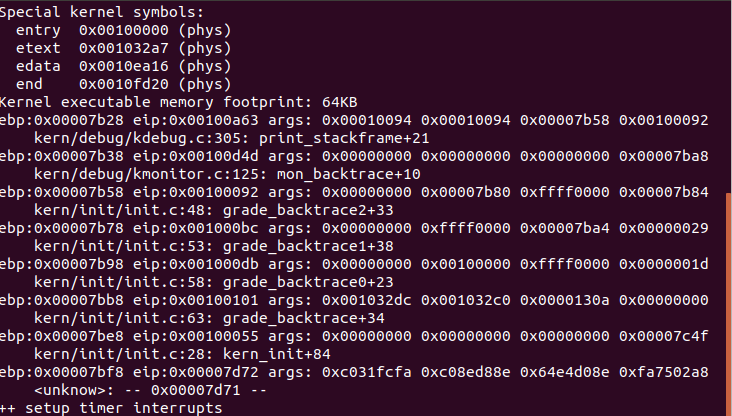 Special kernel symbols:
  entry  0x00100000 (phys)
  etext  0x001032a7 (phys)
  edata  0x0010ea16 (phys)
  end    0x0010fd20 (phys)
Kernel executable memory footprint: 64KB
ebp:0x00007b28 eip:0x00100a63 args: 0x00010094 0x00010094 0x00007b58 0x00100092
    kern/debug/kdebug.c:305: print_stackframe+21
ebp:0x00007b38 eip:0x00100d4d args: 0x00000000 0x00000000 0x00000000 0x00007ba8
    kern/debug/kmonitor.c:125: mon_backtrace+10
ebp:0x00007b58 eip:0x00100092 args: 0x00000000 0x00007b80 0xffff0000 0x00007b84
    kern/init/init.c:48: grade_backtrace2+33
ebp:0x00007b78 eip:0x001000bc args: 0x00000000 0xffff0000 0x00007ba4 0x00000029
    kern/init/init.c:53: grade_backtrace1+38
ebp:0x00007b98 eip:0x001000db args: 0x00000000 0x00100000 0xffff0000 0x0000001d
    kern/init/init.c:58: grade_backtrace0+23
ebp:0x00007bb8 eip:0x00100101 args: 0x001032dc 0x001032c0 0x0000130a 0x00000000
    kern/init/init.c:63: grade_backtrace+34
ebp:0x00007be8 eip:0x00100055 args: 0x00000000 0x00000000 0x00000000 0x00007c4f
    kern/init/init.c:28: kern_init+84
ebp:0x00007bf8 eip:0x00007d72 args: 0xc031fcfa 0xc08ed88e 0x64e4d08e 0xfa7502a8
    <unknow>: -- 0x00007d71 --
++ setup timer interrupts